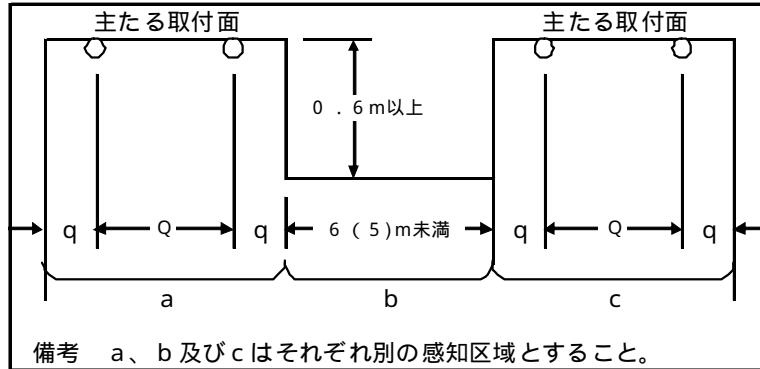 主たる取付面 主たる取付面
０．６m以上
q Q q ６（５）m未満 q Q q
a b c
備考　a、b及びcはそれぞれ別の感知区域とすること。